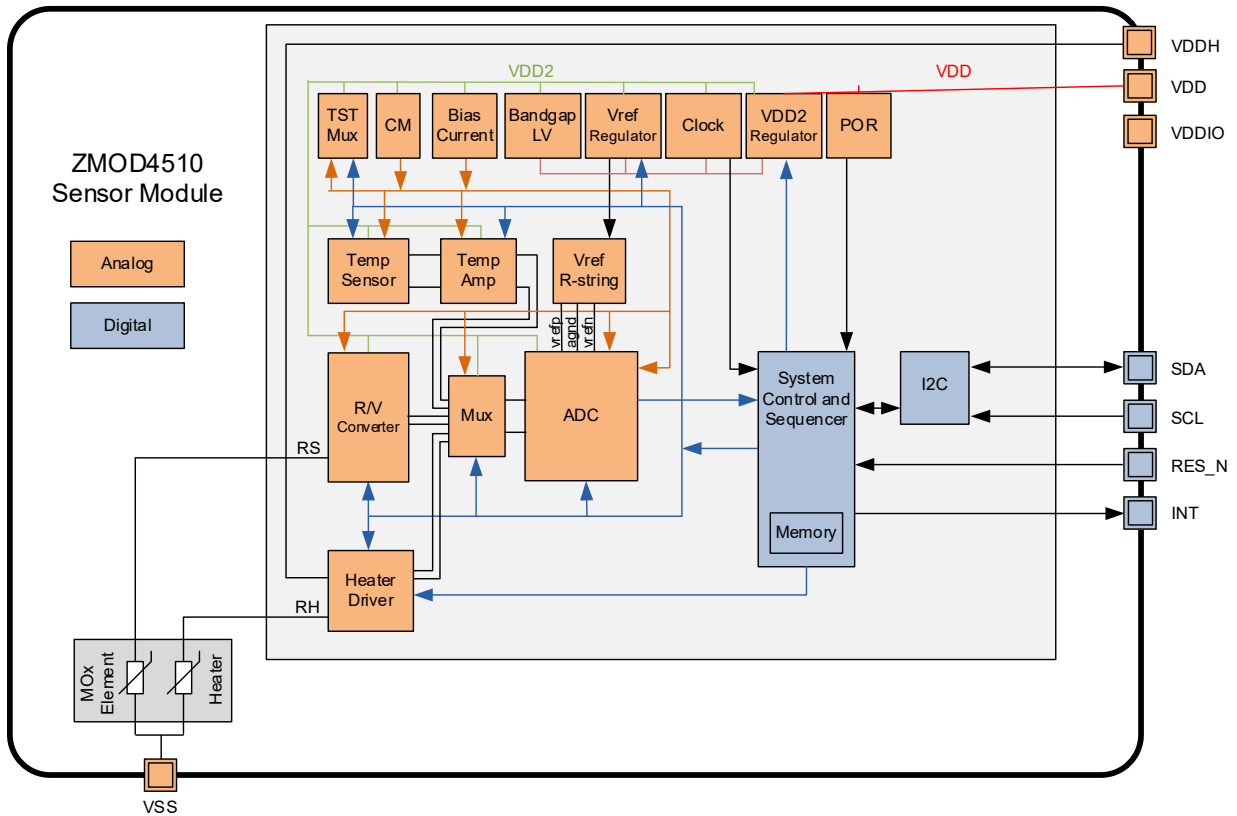 VDDH
VDD2
VDD
VDD
TST
Mux
CM
Bias
Current
Bandgap
LV
Vref
Regulator
Clock
VDD2
Regulator
POR
VDDIO
ZMOD4510
Sensor Module
Analog
Digital
Temp
Sensor
Temp
Amp
Vref
R-string
vrefp
agnd
vrefn
R/V
Converter
Mux
ADC
System
Control and
Sequencer
Memory
I2C
SDA
SCL
RES_N
INT
RS
Heater
Driver
RH
MOx
Element
Heater
VSS